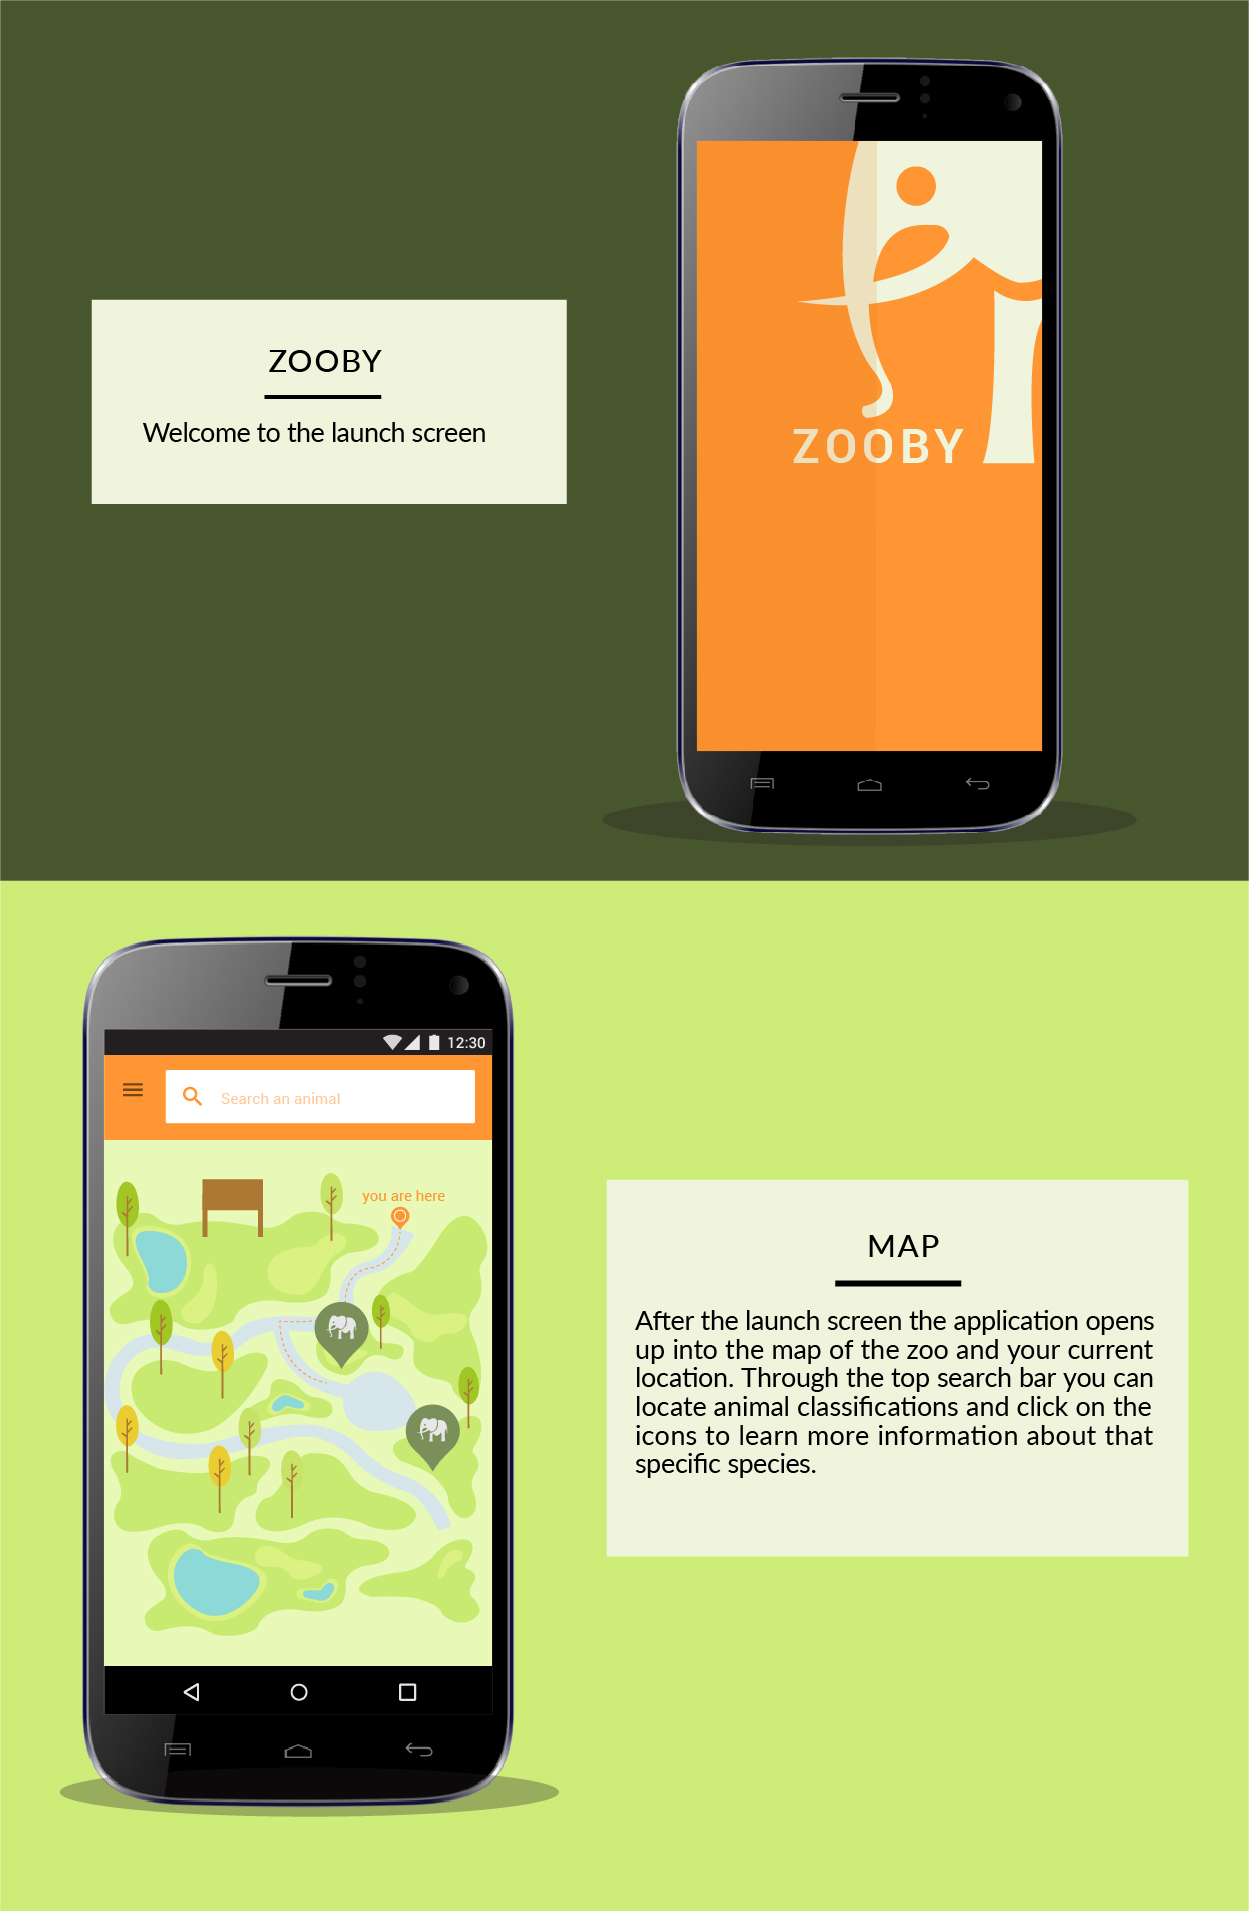 ZOOBY
Welcome to the launch screen
ZOOBY
12:30
Search an animal
you are here
MAP
After the launch screen the application opens
up into the map of the zoo and your current
location. Through the top search bar you can
locate animal classifications and click on the
icons to learn more information about that
specific species.